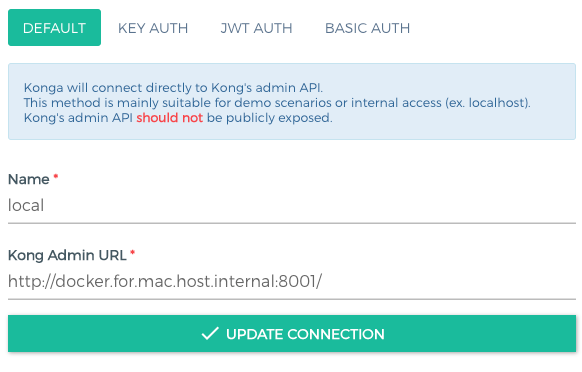 DEFAULT KEY AUTH JWT AUTH BASIC AUTH
Konga will connect directly to Kong's admin API.
This method is mainly suitable for demo scenarios or internal access (ex. localhost).
Kong's admin API should not be publicly exposed.
Name *
local
Kong Admin URL *
http://docker.for.mac.host.internal:8001/
UPDATE CONNECTION